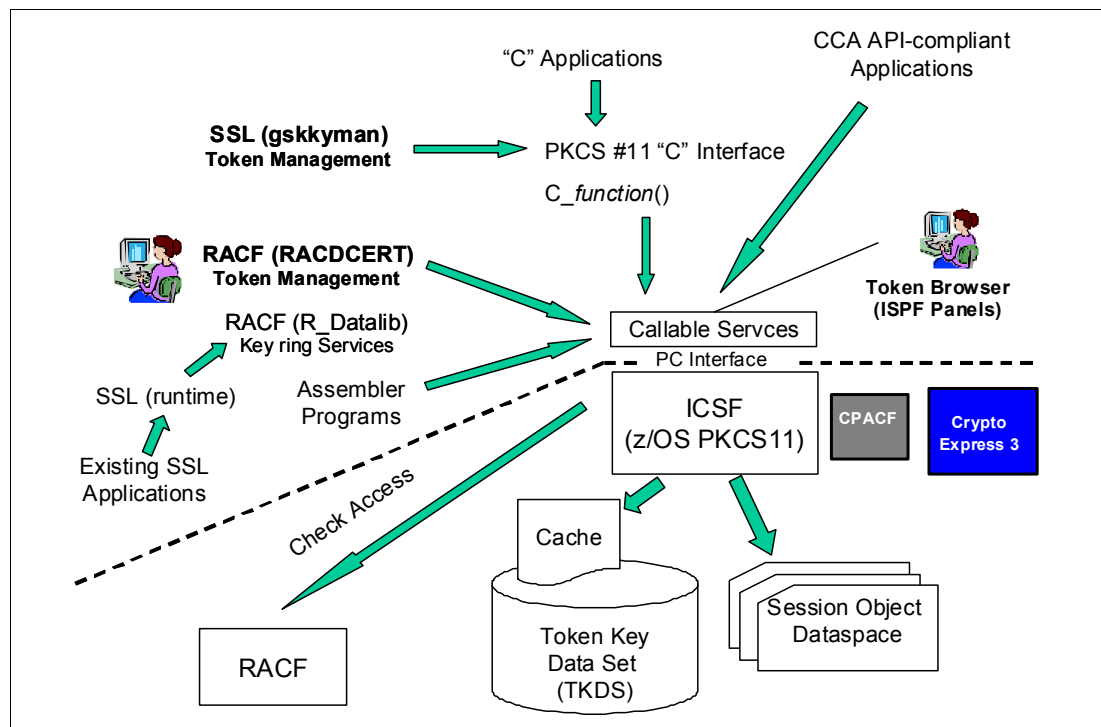 "C" Applications
CCA API-compliant
Applications
SSL (gskkyman)
Token Management
PKCS #11 "C" Interface
C_function()
RACF (RACDCERT)
Token Management
Token Browser
(ISPF Panels)
RACF (R_Datalib)
Key ring Services
Callable Servces
PC Interface
SSL (runtime)
Assembler
Programs
ICSF
(z/OS PKCS11)
CPACF
Crypto
Express 3
Existing SSL
Applications
Check Access
Cache
Session Object
Dataspace
Token Key
Data Set
(TKDS)
RACF